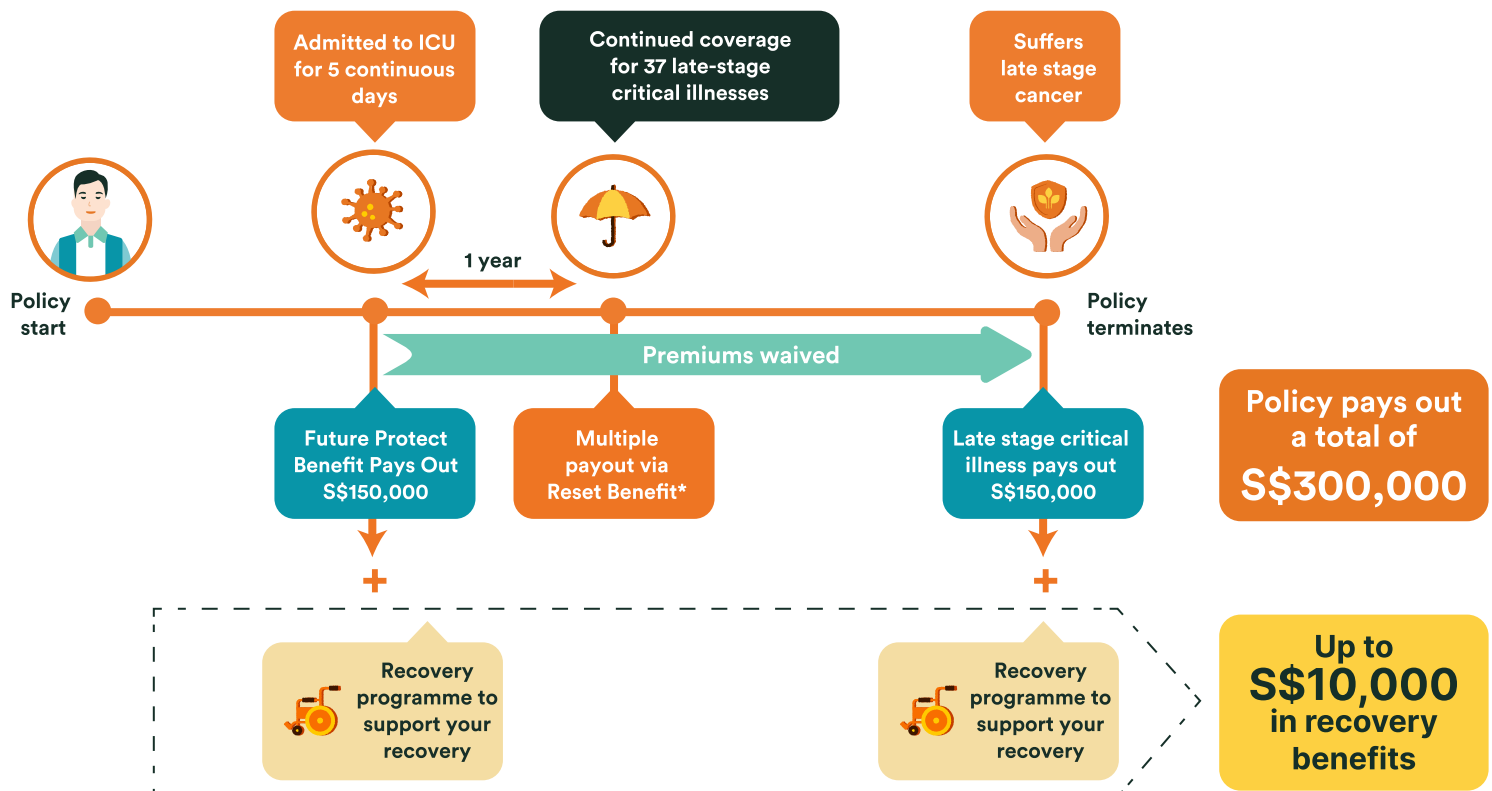 Admitted to ICU
for 5 continuous
days
Continued coverage
for 37 late-stage
critical illnesses
Suffers
late stage
cancer
1 year
Policy
start
Policy
terminates
Premiums waived
Future Protect
Benefit Pays Out
S$150,000
Multiple
payout via
Reset Benefit*
Late stage critical
illness pays out
S$150,000
Policy pays out
a total of
S$300,000
+
+
Recovery
programme to
support your
recovery
Recovery
programme to
support your
recovery
Up to
S$10,000
in recovery
benefits